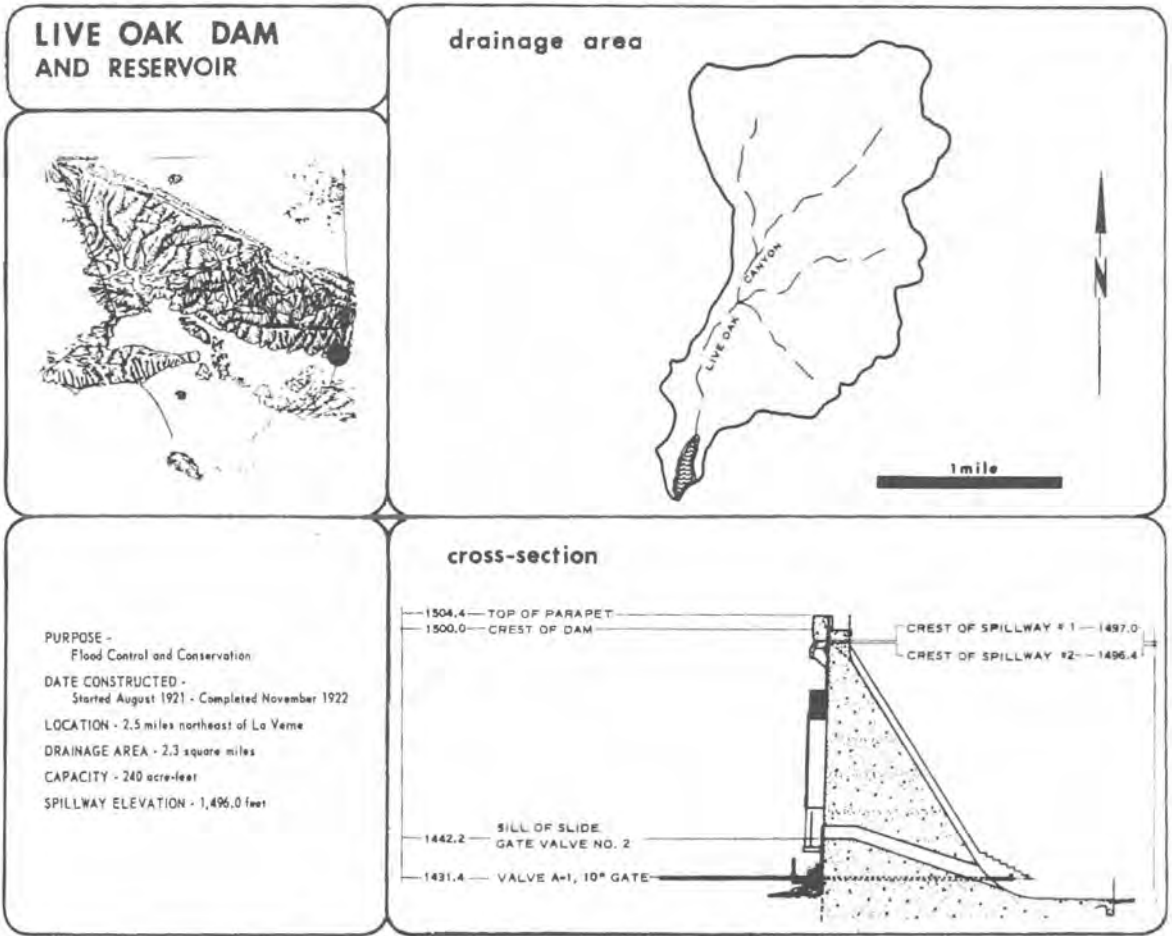 LIVE OAK DAM
AND RESERVOIR
drainage area
LIVE OAK CANYON
N
1 mile
PURPOSE -
Flood Control and Conservation
DATE CONSTRUCTED -
Started August 1921 - Completed November 1922
LOCATION - 2.5 miles northeast of La Verne
DRAINAGE AREA - 2.3 square miles
CAPACITY - 240 acre-feet
SPILLWAY ELEVATION - 1,496.0 feet
cross-section
1504.4 TOP OF PARAPET
1500.0 CREST OF DAM
CREST OF SPILLWAY #1 1497.0
CREST OF SPILLWAY #2 1496.4
SILL OF SLIDE
1442.2 GATE VALVE NO. 2
1431.4 VALVE A-1, 10" GATE